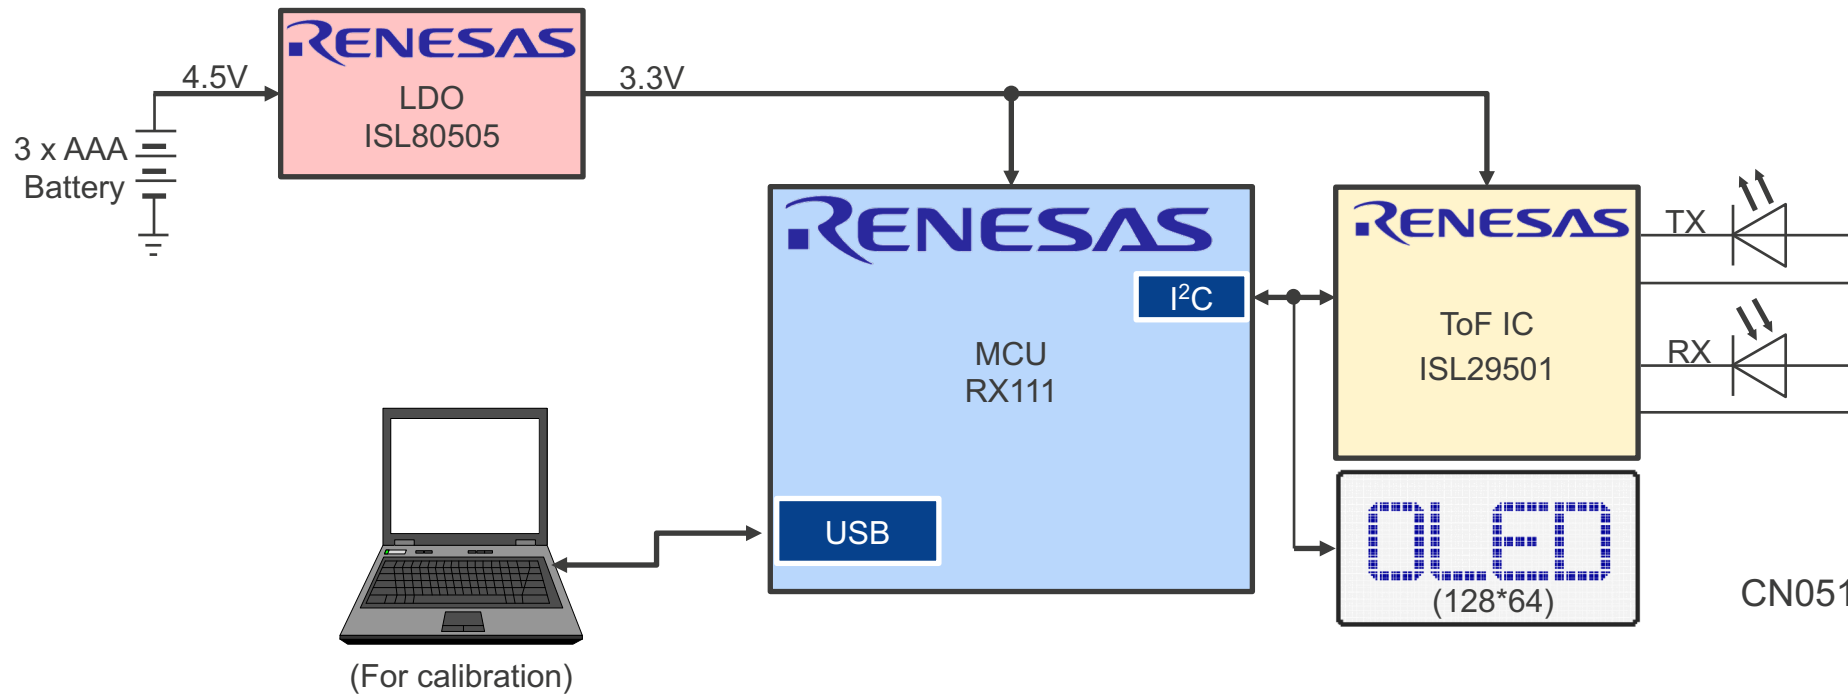 RENESAS
LDO
ISL80505
4.5V
3.3V
3 x AAA
Battery
RENESAS
I²C
MCU
RX111
USB
RENESAS
ToF IC
ISL29501
TX
RX
OLED
(128*64)
CN051
(For calibration)